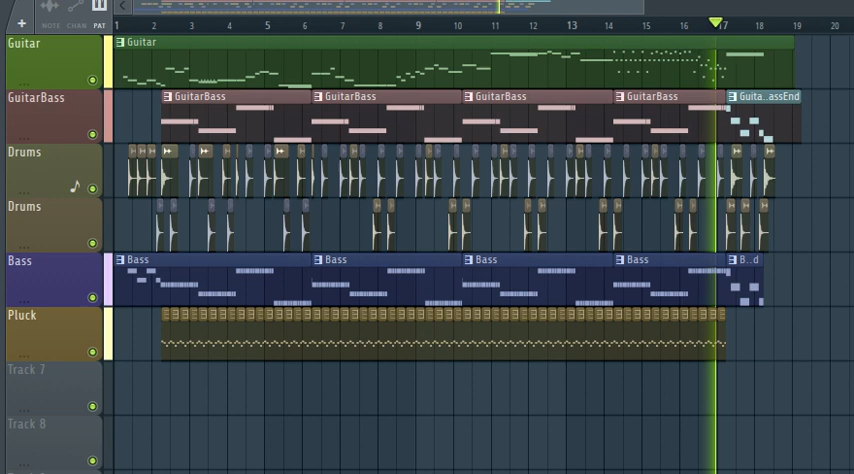 NOTE CHAN PAT
1 2 3 4 5 6 7 8 9 10 11 12 13 14 15 16 17 18 19 20
Guitar
Guitar
GuitarBass
GuitarBass GuitarBass GuitarBass GuitarBass Guita..assEnd
Drums
Drums
Bass
Bass Bass Bass Bass B...d
Pluck
Track 7
Track 8